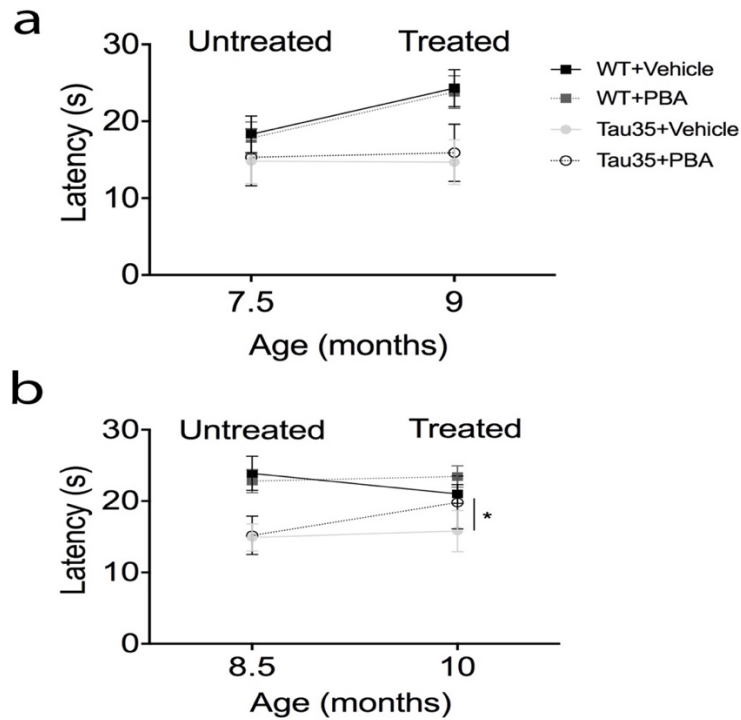 a
30
Untreated Treated
20
10
0
Latency (s)
7.5 9
Age (months)
WT+Vehicle
WT+PBA
Tau35+Vehicle
Tau35+PBA
b
30
Untreated Treated
20
10
0
Latency (s)
*
8.5 10
Age (months)